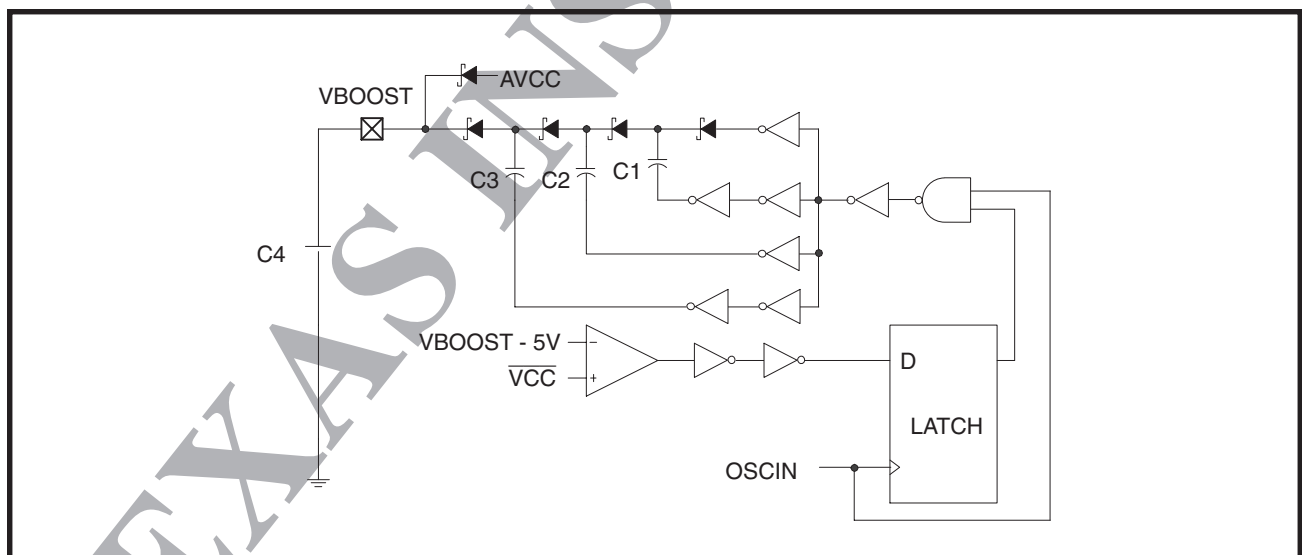 TEXAS INS
AVCC
VBOOST
C3
C2
C1
C4
VBOOST - 5V
VCC
D
LATCH
OSCIN